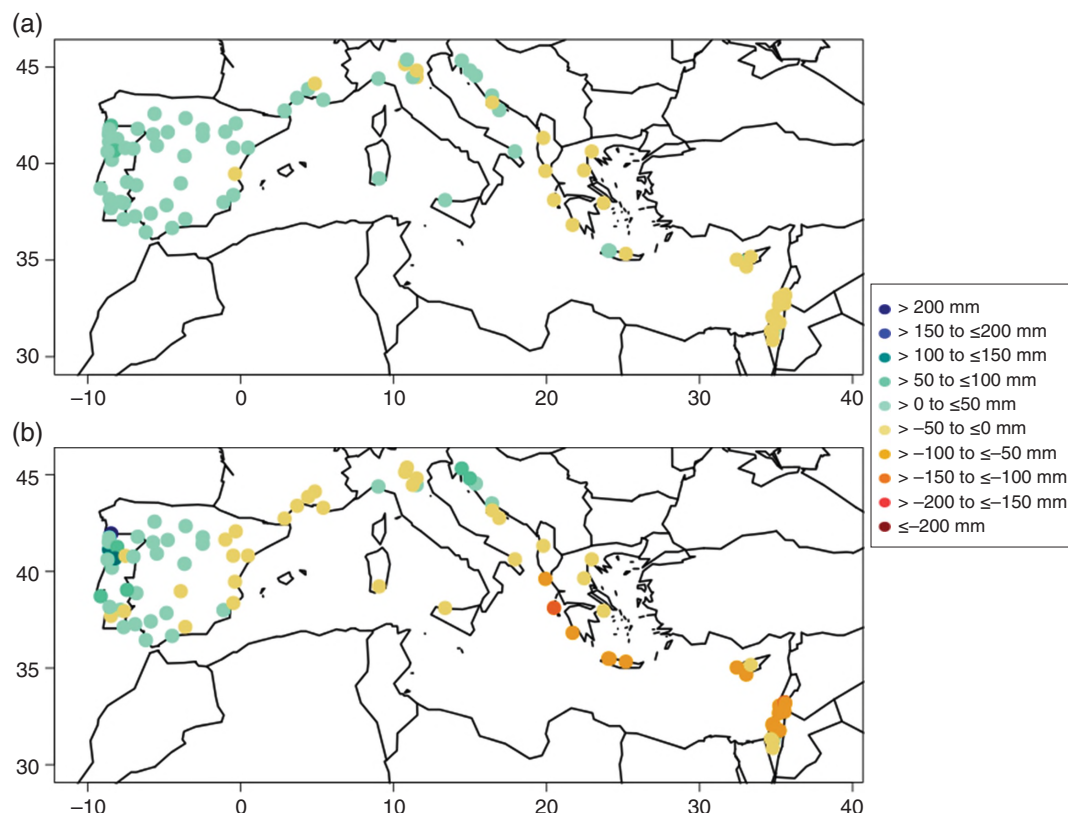 (a)
45
40
35
30
−10 0 10 20 30 40
> 200 mm
> 150 to ≤200 mm
> 100 to ≤150 mm
> 50 to ≤100 mm
> 0 to ≤50 mm
> −50 to ≤0 mm
> −100 to ≤−50 mm
> −150 to ≤−100 mm
> −200 to ≤−150 mm
≤−200 mm
(b)
45
40
35
30
−10 0 10 20 30 40